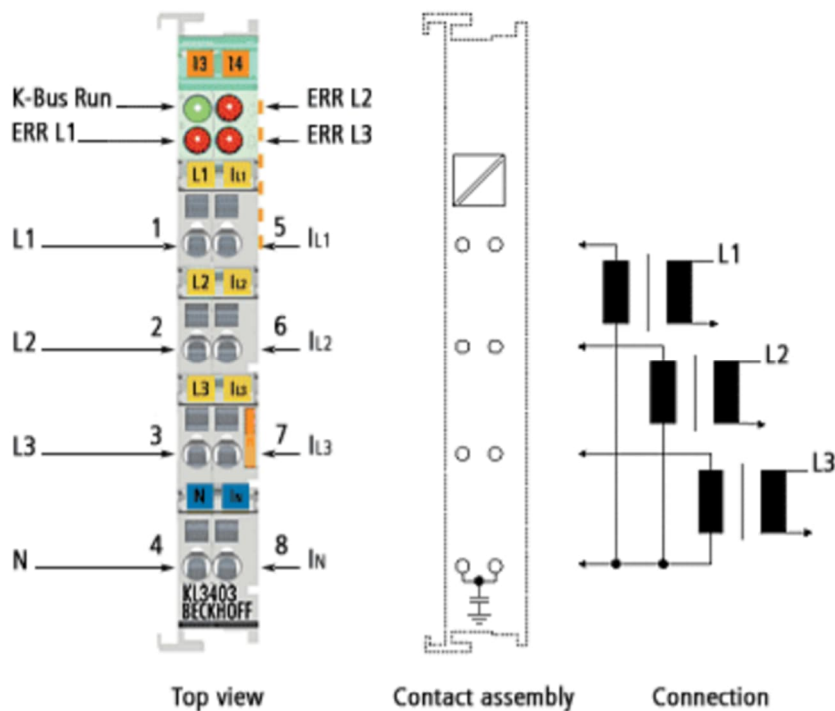 13 14
K-Bus Run
ERR L2
ERR L1
ERR L3
L1 IL1
L1 1 5 IL1
L1
L2 IL2
L2 2 6 IL2
L2
L3 IL3
L3 3 7 IL3
L3
N IN
N 4 8 IN
KL3403
BECKHOFF
Top view
Contact assembly
Connection